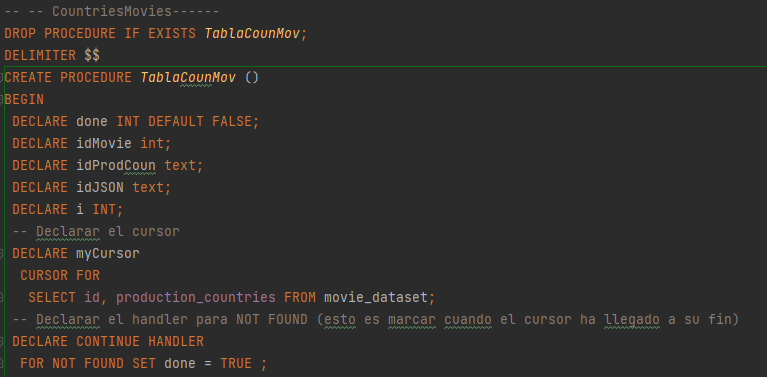 -- -- CountriesMovies------
DROP PROCEDURE IF EXISTS TablaCounMov;
DELIMITER $$
CREATE PROCEDURE TablaCounMov ()
BEGIN
DECLARE done INT DEFAULT FALSE;
DECLARE idMovie int;
DECLARE idProdCoun text;
DECLARE idJSON text;
DECLARE i INT;
-- Declarar el cursor
DECLARE myCursor
CURSOR FOR
SELECT id, production_countries FROM movie_dataset;
-- Declarar el handler para NOT FOUND (esto es marcar cuando el cursor ha llegado a su fin)
DECLARE CONTINUE HANDLER
FOR NOT FOUND SET done = TRUE ;